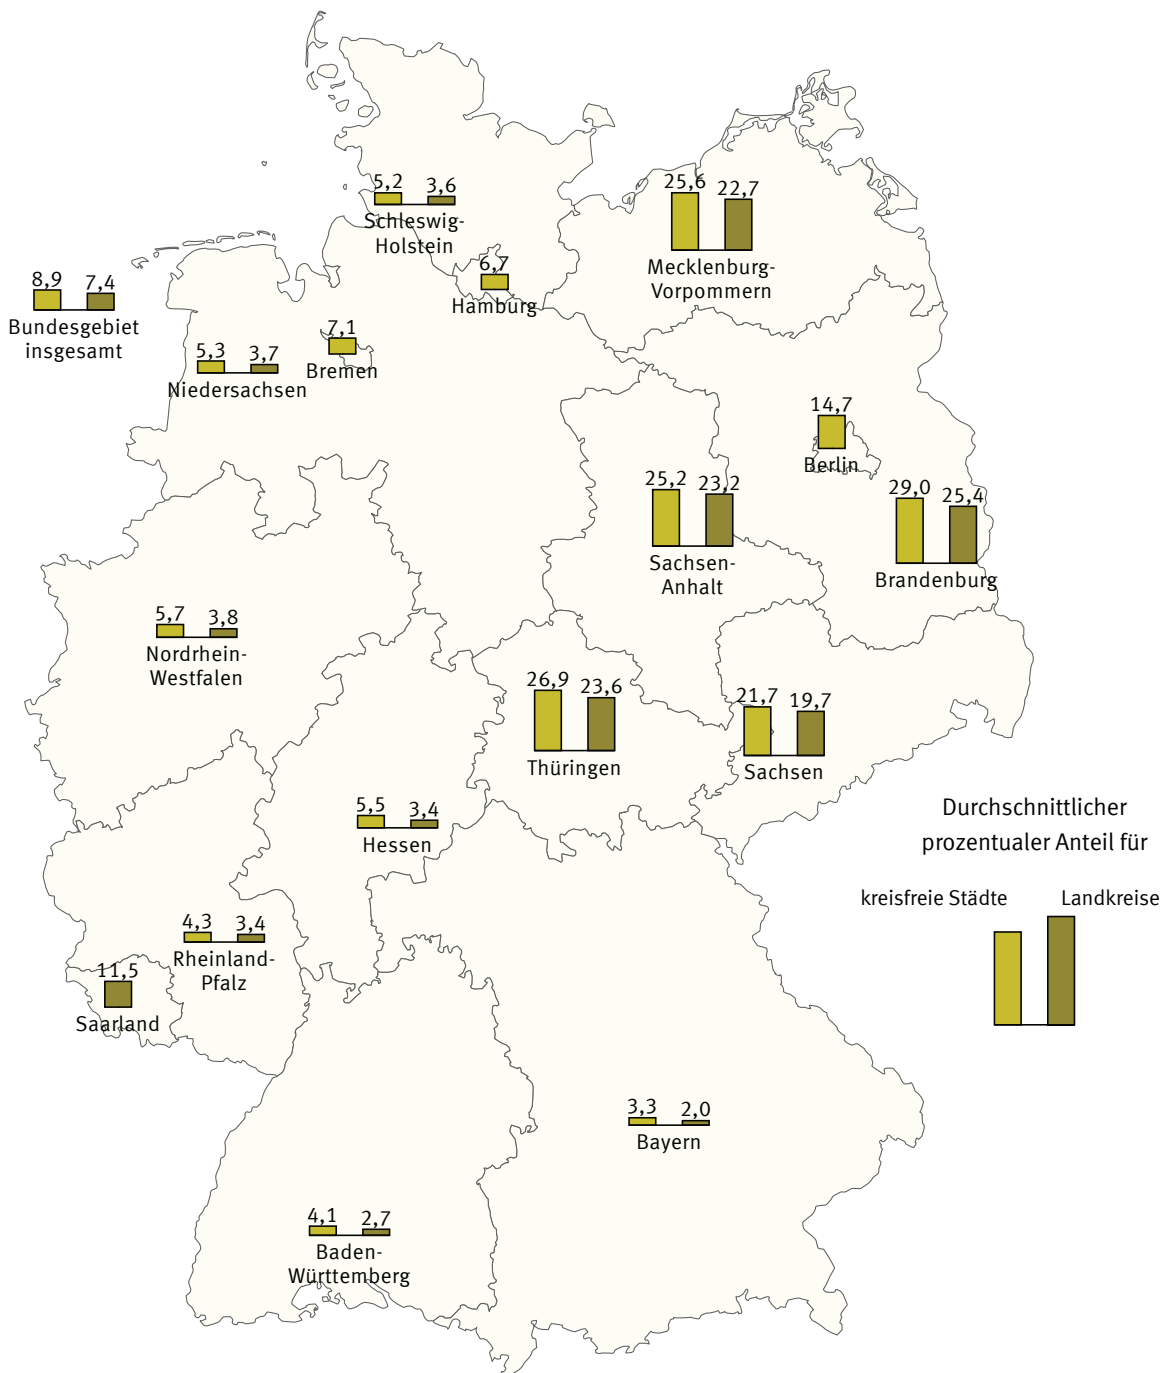 5,2 3,6
Schleswig-
Holstein
25,6 22,7
Mecklenburg-
Vorpommern
6,7
Hamburg
8,9 7,4
Bundesgebiet
insgesamt
7,1
Bremen
5,3 3,7
Niedersachsen
14,7
Berlin
25,2 23,2
Sachsen-
Anhalt
29,0 25,4
Brandenburg
5,7 3,8
Nordrhein-
Westfalen
26,9 23,6
Thüringen
21,7 19,7
Sachsen
5,5 3,4
Hessen
Durchschnittlicher
prozentualer Anteil für
kreisfreie Städte Landkreise
4,3 3,4
Rheinland-
Pfalz
11,5
Saarland
3,3 2,0
Bayern
4,1 2,7
Baden-
Württemberg